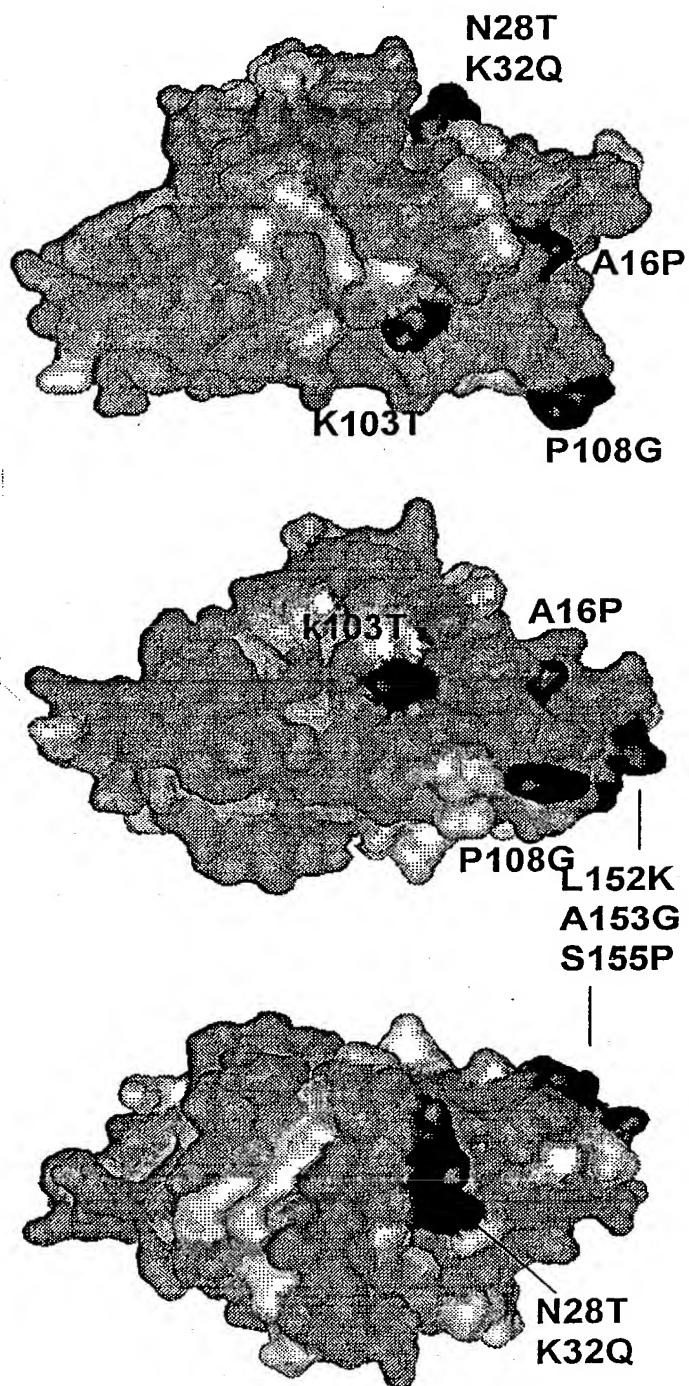 N28T
K32Q
A16P
K103T
P108G
A16P
k103T
P108G
L152K
A153G
S155P
N28T
K32Q